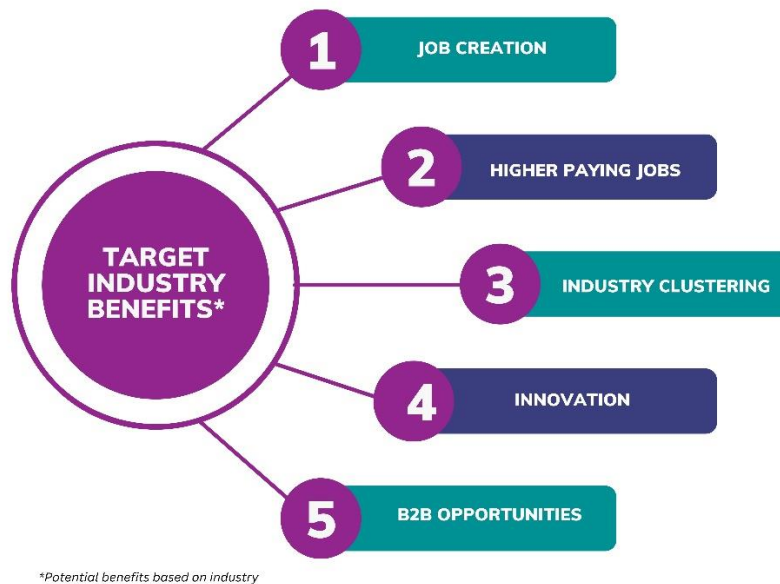 1
JOB CREATION
2
HIGHER PAYING JOBS
TARGET
INDUSTRY
BENEFITS*
3
INDUSTRY CLUSTERING
4
INNOVATION
5
B2B OPPORTUNITIES
*Potential benefits based on industry